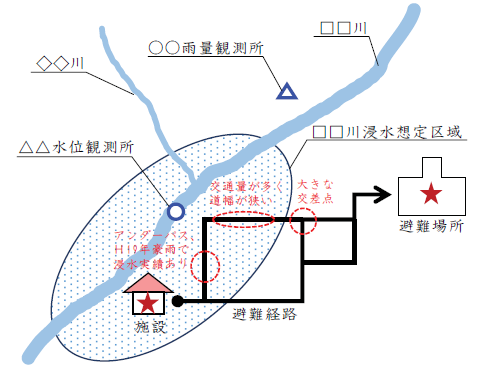 □□川
○○雨量観測所
◇◇川
□□川浸水想定区域
△△水位観測所
交通量が多く
道幅が狭い
大きな
交差点
避難場所
アンダーパス、
H19年豪雨で
浸水実績あり
避難経路
施設